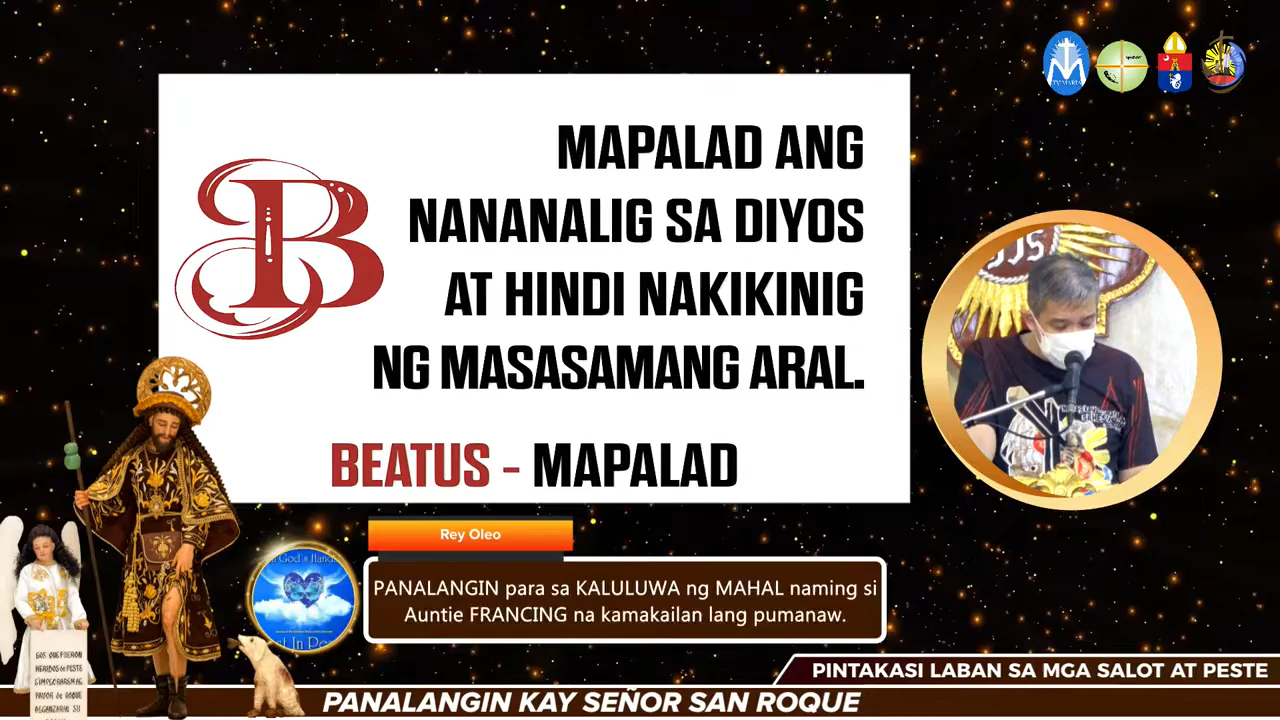 MAPALAD ANG
NANANALIG SA DIYOS
AT HINDI NAKIKINIG
NG MASASAMANG ARAL.
B
BEATUS - MAPALAD
Rey Oleo
PANALANGIN para sa KALULUWA ng MAHAL naming si
Auntie FRANCING na kamakailan lang pumanaw.
PINTAKASI LABAN SA MGA SALOT AT PESTE
PANALANGIN KAY SEÑOR SAN ROQUE